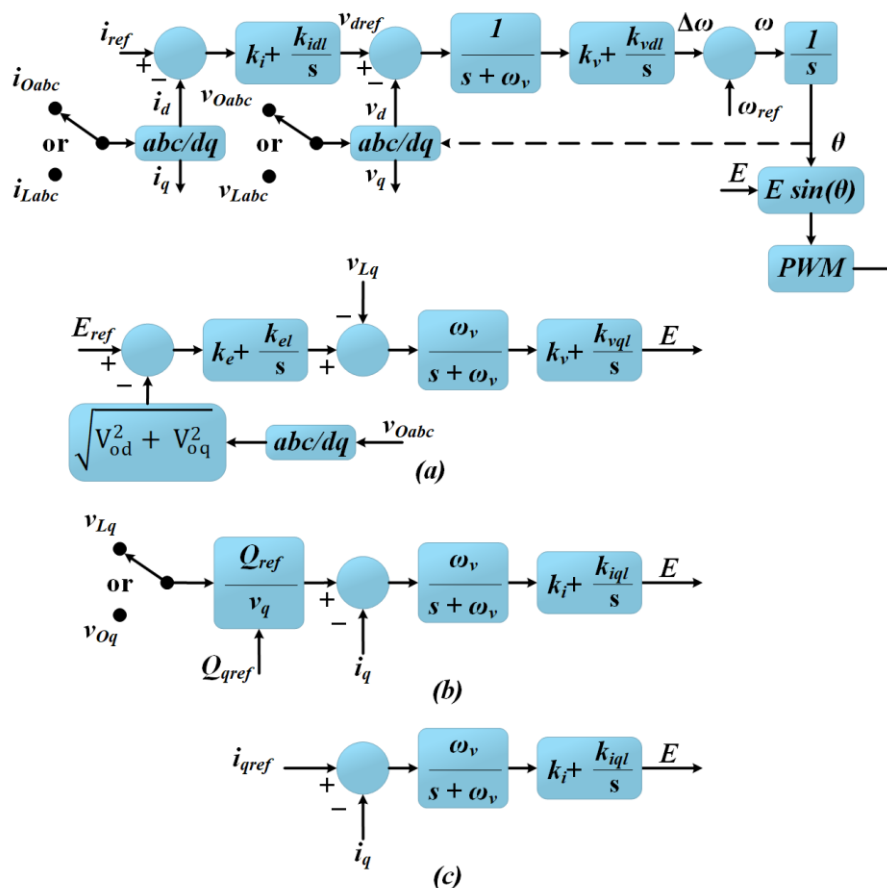 i_ref + − k_i + k_idl/s v_dref + − 1/(s + ω_v) k_v + k_vdl/s Δω ω 1/s
i_Oabc i_d v_Oabc v_d ω_ref
or abc/dq or abc/dq θ
i_Labc i_q v_Labc v_q E E sin(θ)
PWM
v_Lq
E_ref + − k_e + k_el/s + − ω_v/(s + ω_v) k_v + k_vql/s E
√(V_od^2 + V_oq^2) abc/dq v_Oabc
(a)
v_Lq
or Q_ref/v_q + − ω_v/(s + ω_v) k_i + k_iql/s E
v_Oq
Q_qref i_q
(b)
i_qref + − ω_v/(s + ω_v) k_i + k_iql/s E
i_q
(c)